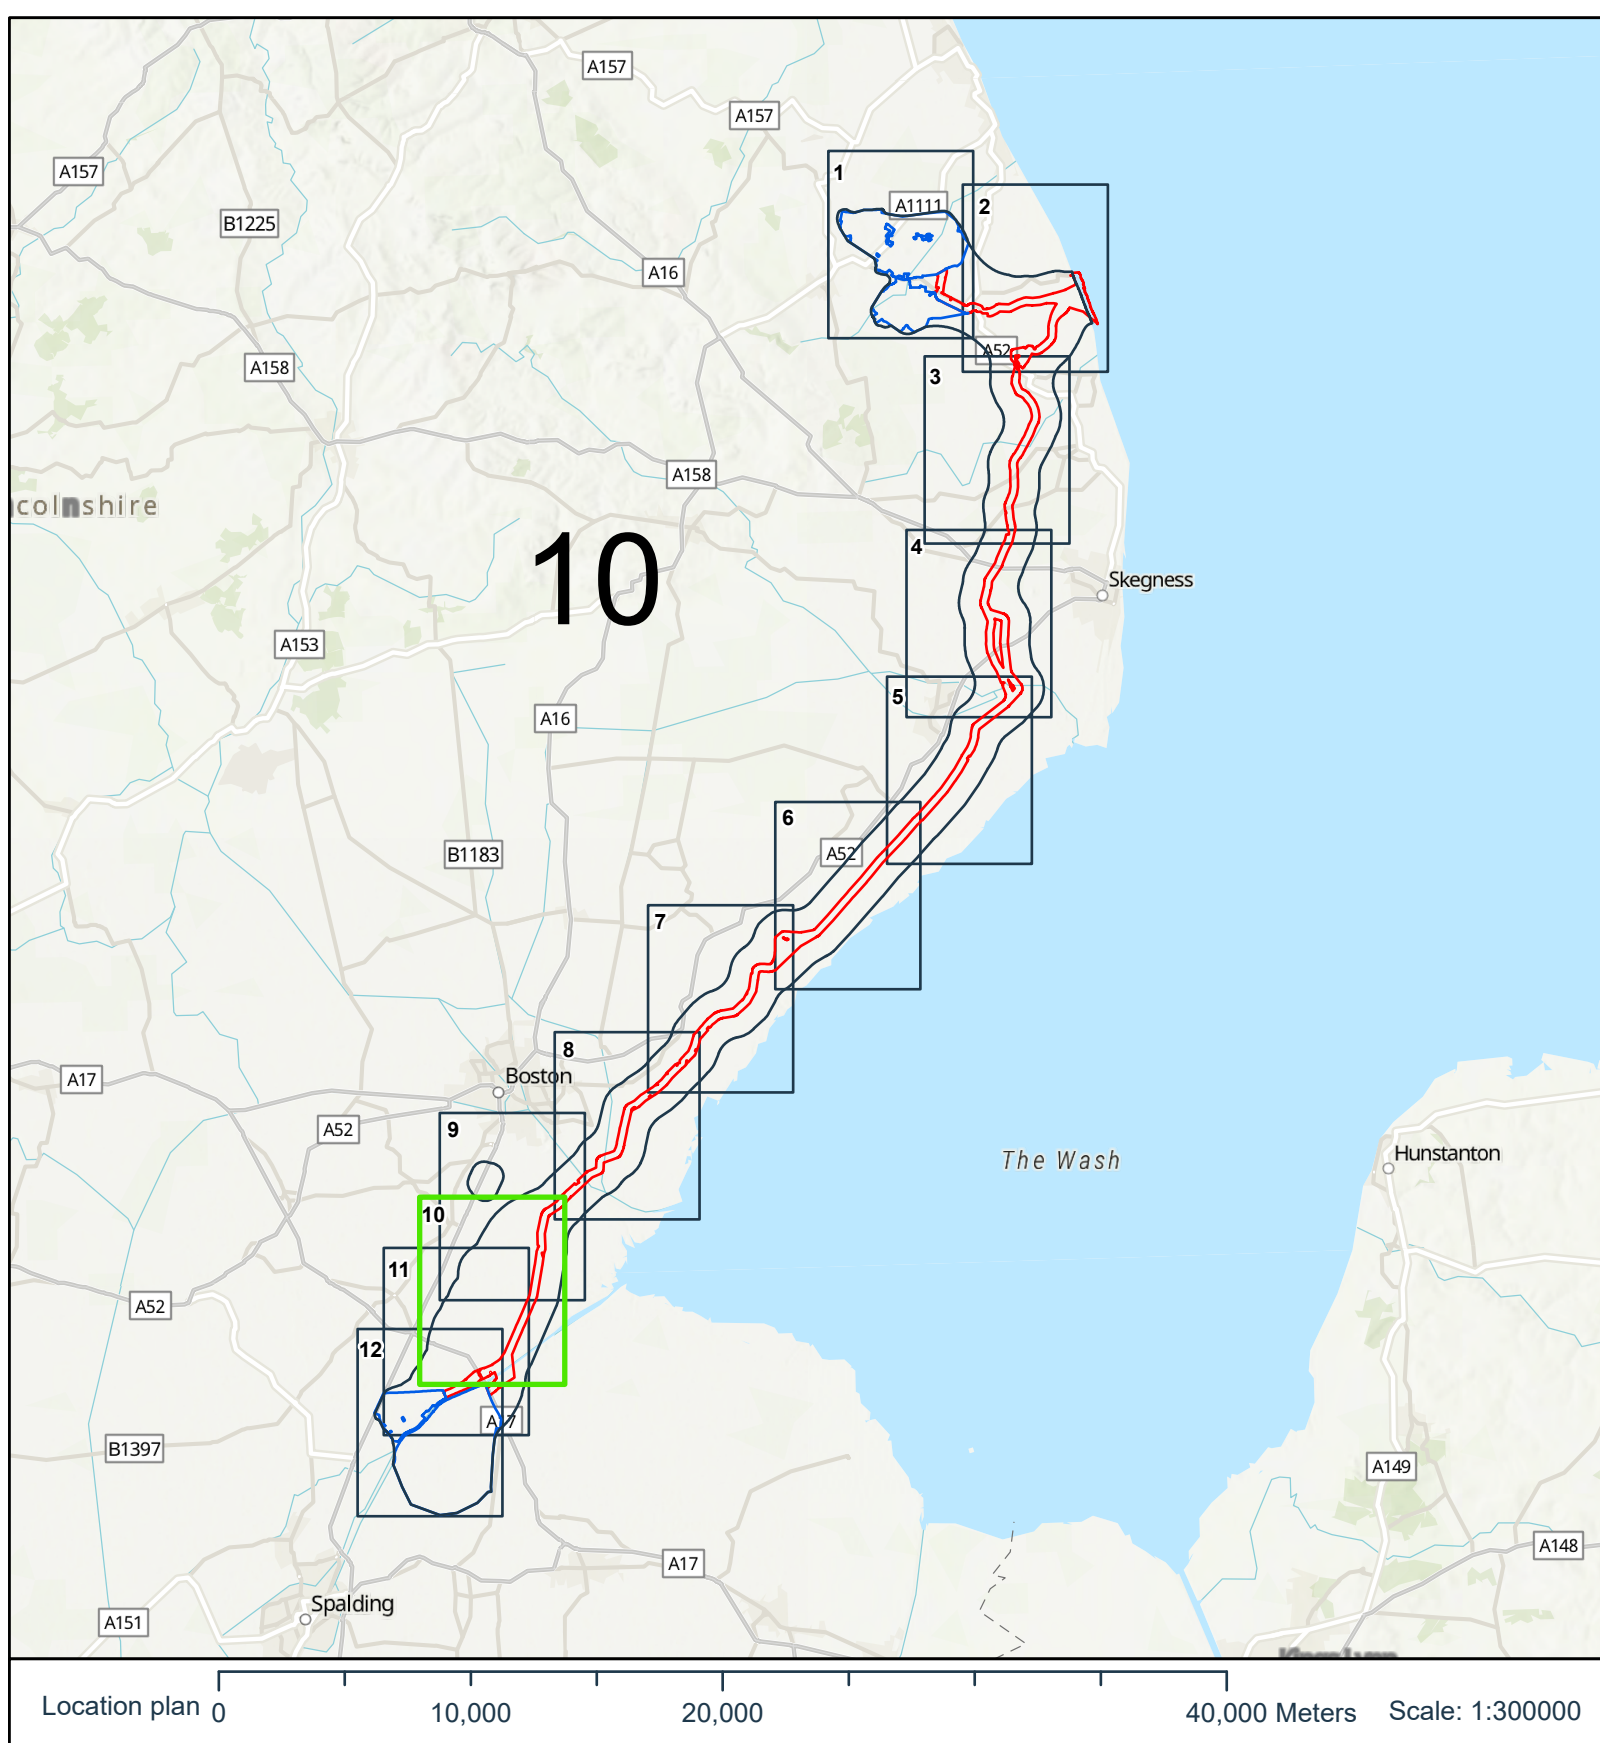 A157
A157
A157
1
A1111
2
B1225
A16
A52
A158
3
A158
colnshire
10
4
Skegness
A153
5
A16
6
A52
B1183
7
8
Boston
A17
A52
9
The Wash
Hunstanton
10
11
A52
12
B1397
A149
A17
A148
Spalding
A151
Location plan 0 10,000 20,000 40,000 Meters Scale: 1:300000